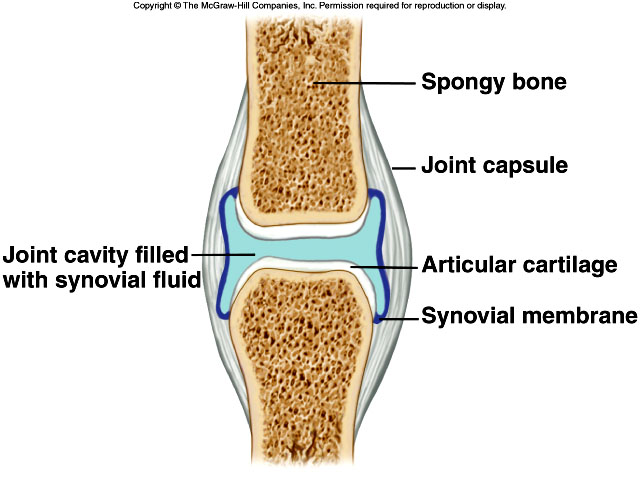 Copyright © The McGraw-Hill Companies, Inc. Permission required for reproduction or display.
Spongy bone
Joint capsule
Joint cavity filled
with synovial fluid
Articular cartilage
Synovial membrane